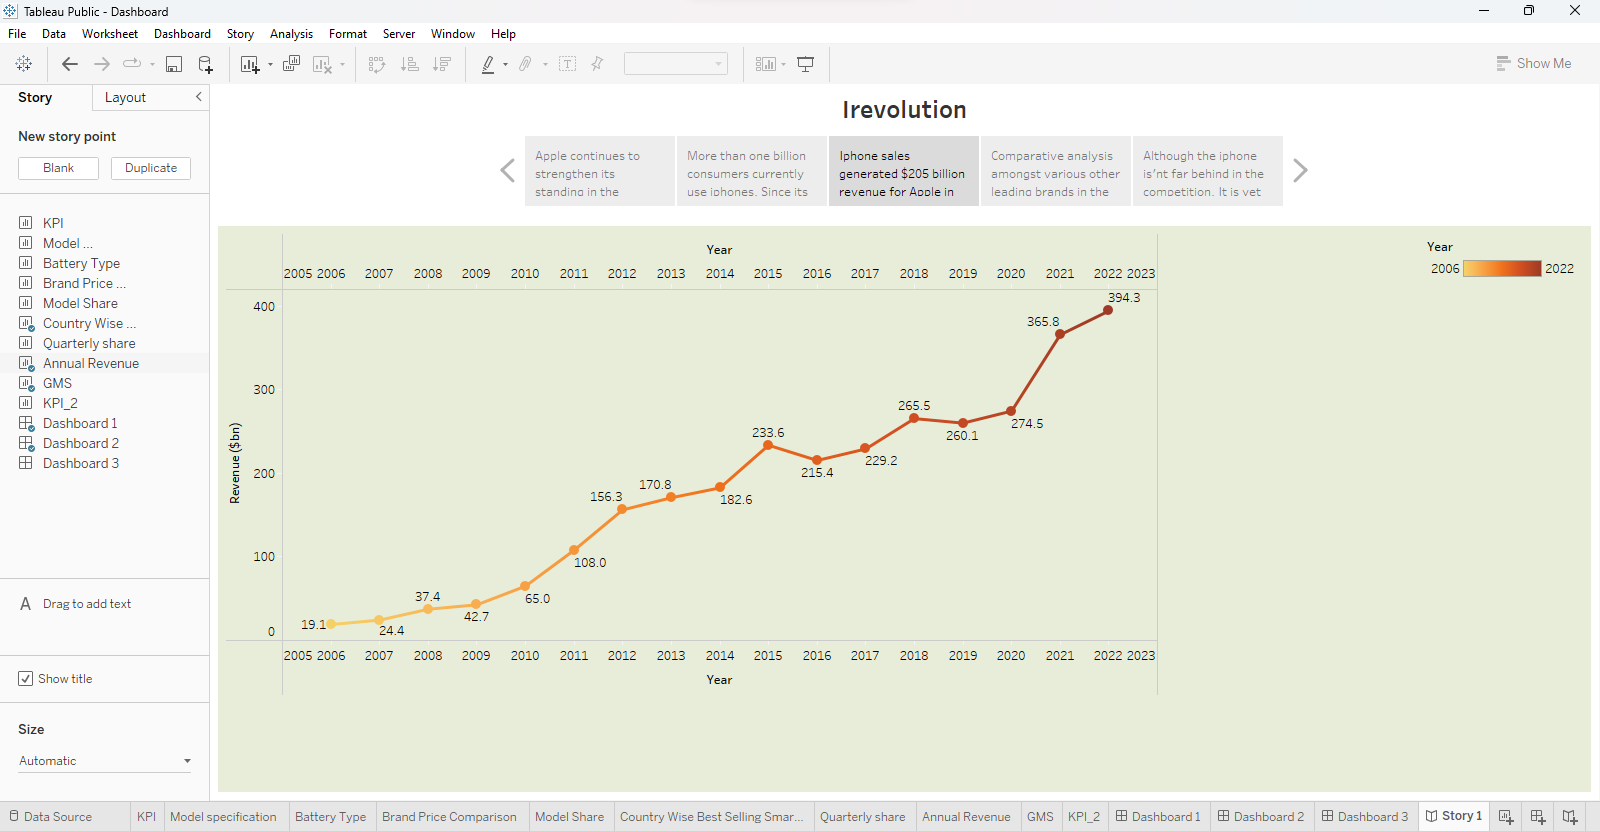 Tableau Public - Dashboard
File Data Worksheet Dashboard Story Analysis Format Server Window Help
Show Me
Story Layout
New story point
Blank Duplicate
KPI
Model ...
Battery Type
Brand Price ...
Model Share
Country Wise ...
Quarterly share
Annual Revenue
GMS
KPI_2
Dashboard 1
Dashboard 2
Dashboard 3
A Drag to add text
Show title
Size
Automatic
Irevolution
Apple continues to
strengthen its
standing in the
More than one billion
consumers currently
use iphones. Since its
Iphone sales
generated $205 billion
revenue for Apple in
Comparative analysis
amongst various other
leading brands in the
Although the iphone
is'nt far behind in the
competition. It is yet
Year
2005 2006 2007 2008 2009 2010 2011 2012 2013 2014 2015 2016 2017 2018 2019 2020 2021 2022 2023
Revenue ($bn)
400
300
200
100
0
19.1
24.4
37.4
42.7
65.0
108.0
156.3
170.8
182.6
233.6
215.4
229.2
265.5
260.1
274.5
365.8
394.3
2005 2006 2007 2008 2009 2010 2011 2012 2013 2014 2015 2016 2017 2018 2019 2020 2021 2022 2023
Year
Year
2006 2022
Data Source KPI Model specification Battery Type Brand Price Comparison Model Share Country Wise Best Selling Smar... Quarterly share Annual Revenue GMS KPI_2 Dashboard 1 Dashboard 2 Dashboard 3 Story 1